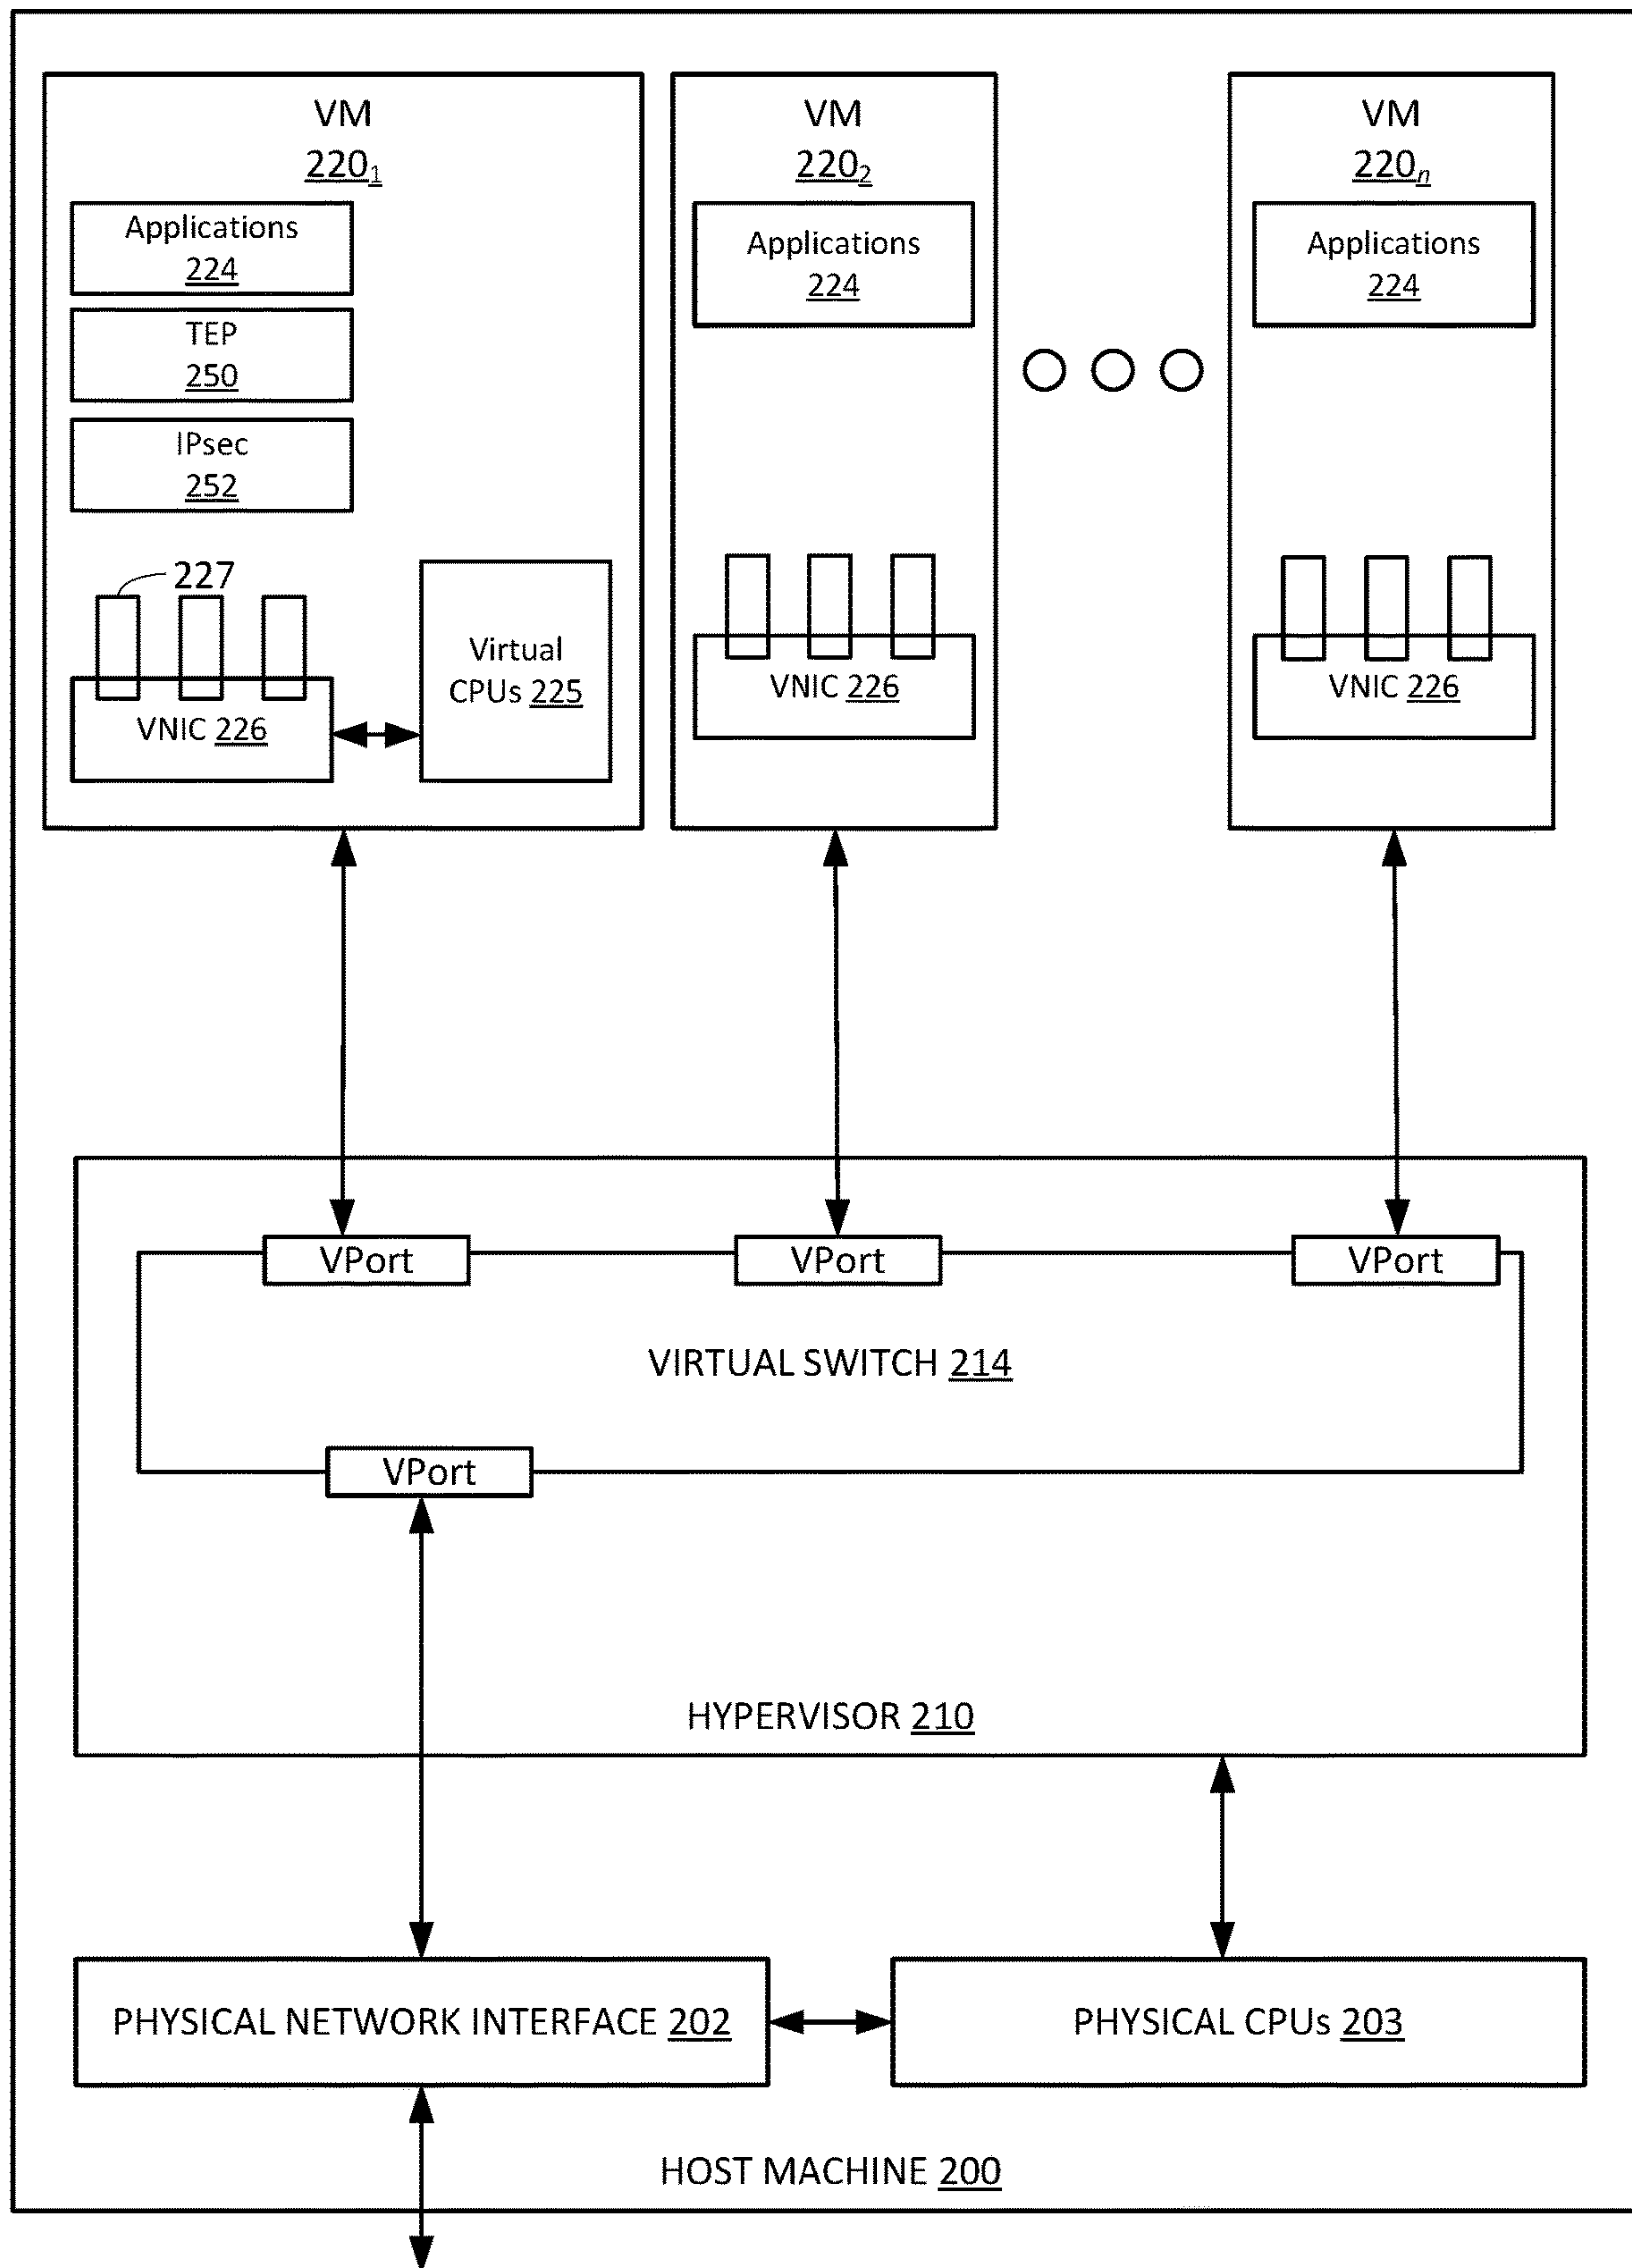 VM
220₁
Applications
224
TEP
250
IPsec
252
227
VNIC 226
Virtual
CPUs 225
VM
220₂
Applications
224
VNIC 226
VM
220ₙ
Applications
224
VNIC 226
VPort
VPort
VPort
VIRTUAL SWITCH 214
VPort
HYPERVISOR 210
PHYSICAL NETWORK INTERFACE 202
PHYSICAL CPUs 203
HOST MACHINE 200